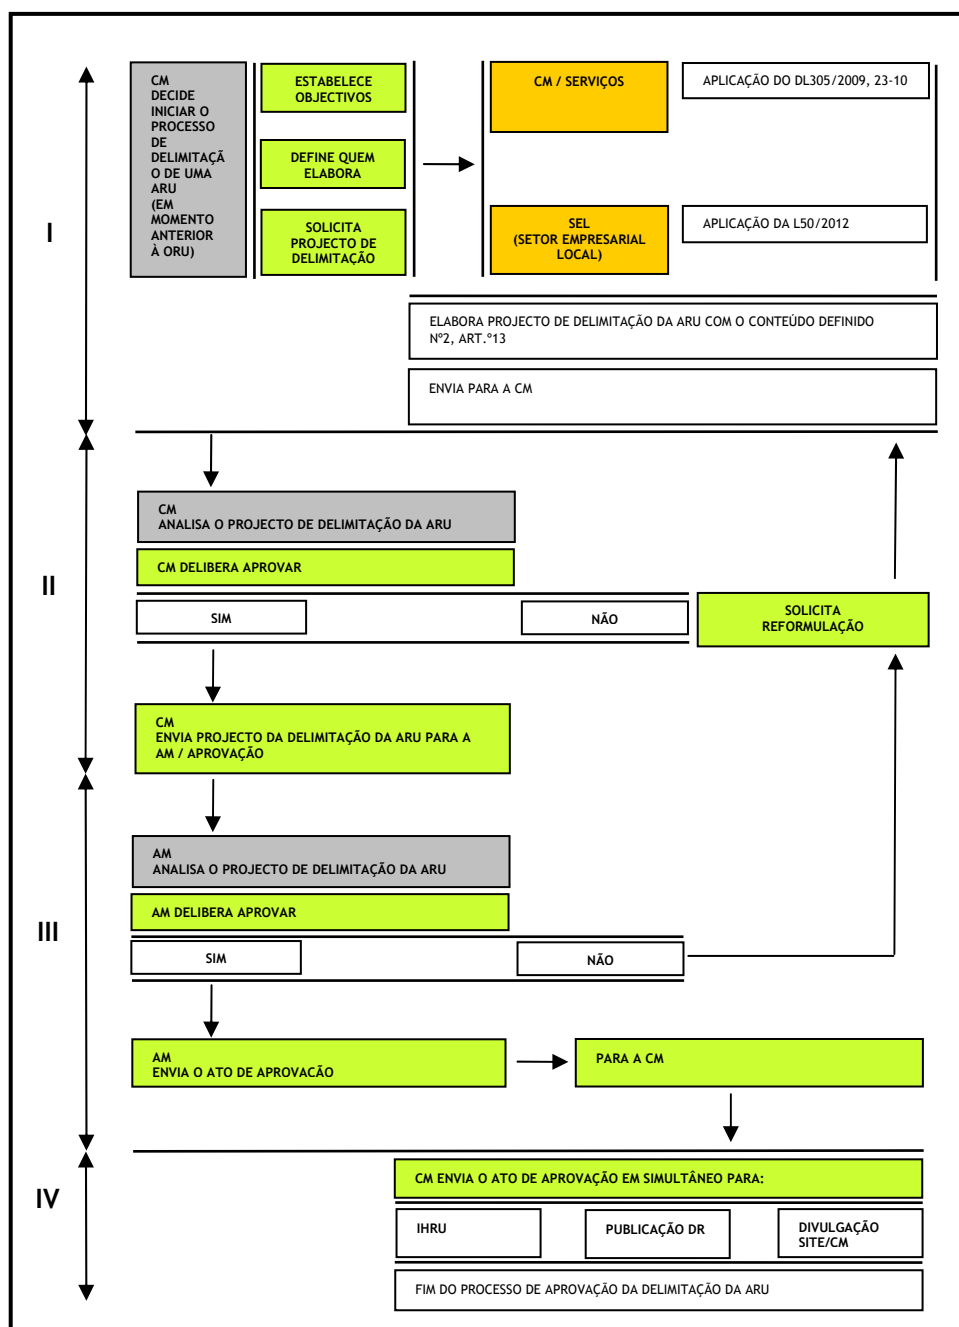 I
CM
DECIDE
INICIAR O
PROCESSO
DE
DELIMITAÇÃ
O DE UMA
ARU
(EM
MOMENTO
ANTERIOR
À ORU)
ESTABELECE
OBJECTIVOS
DEFINE QUEM
ELABORA
SOLICITA
PROJECTO DE
DELIMITAÇÃO
CM / SERVIÇOS
APLICAÇÃO DO DL305/2009, 23-10
SEL
(SETOR EMPRESARIAL
LOCAL)
APLICAÇÃO DA L50/2012
ELABORA PROJECTO DE DELIMITAÇÃO DA ARU COM O CONTEÚDO DEFINIDO
Nº2, ART.º13
ENVIA PARA A CM
II
CM
ANALISA O PROJECTO DE DELIMITAÇÃO DA ARU
CM DELIBERA APROVAR
SIM
NÃO
SOLICITA
REFORMULAÇÃO
CM
ENVIA PROJECTO DA DELIMITAÇÃO DA ARU PARA A
AM / APROVAÇÃO
III
AM
ANALISA O PROJECTO DE DELIMITAÇÃO DA ARU
AM DELIBERA APROVAR
SIM
NÃO
AM
ENVIA O ATO DE APROVACÃO
PARA A CM
IV
CM ENVIA O ATO DE APROVAÇÃO EM SIMULTÂNEO PARA:
IHRU
PUBLICAÇÃO DR
DIVULGAÇÃO
SITE/CM
FIM DO PROCESSO DE APROVAÇÃO DA DELIMITAÇÃO DA ARU